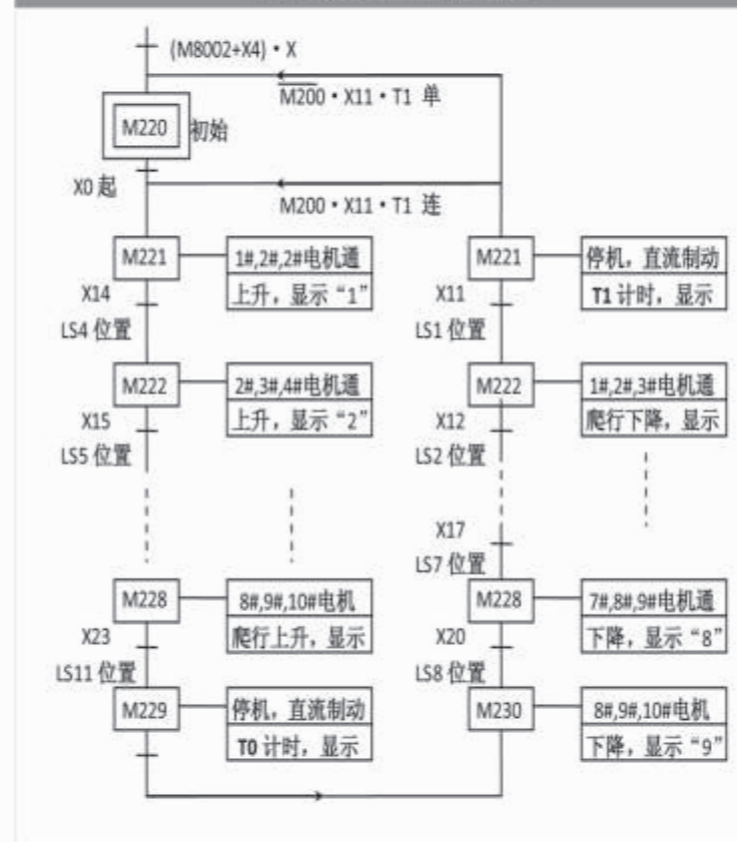 (M8002+X4)·X
M̅2̅0̅0̅·X11·T1 单
M220
初始
X0 起
M200·X11·T1 连
M221
1#,2#,2#电机通
上升，显示“1”
X14
LS4 位置
M222
2#,3#,4#电机通
上升，显示“2”
X15
LS5 位置
M228
8#,9#,10#电机
爬行上升，显示
X23
LS11 位置
M229
停机，直流制动
T0 计时，显示
M221
停机，直流制动
T1 计时，显示
X11
LS1 位置
M222
1#,2#,3#电机通
爬行下降，显示
X12
LS2 位置
X17
LS7 位置
M228
7#,8#,9#电机通
下降，显示“8”
X20
LS8 位置
M230
8#,9#,10#电机
下降，显示“9”